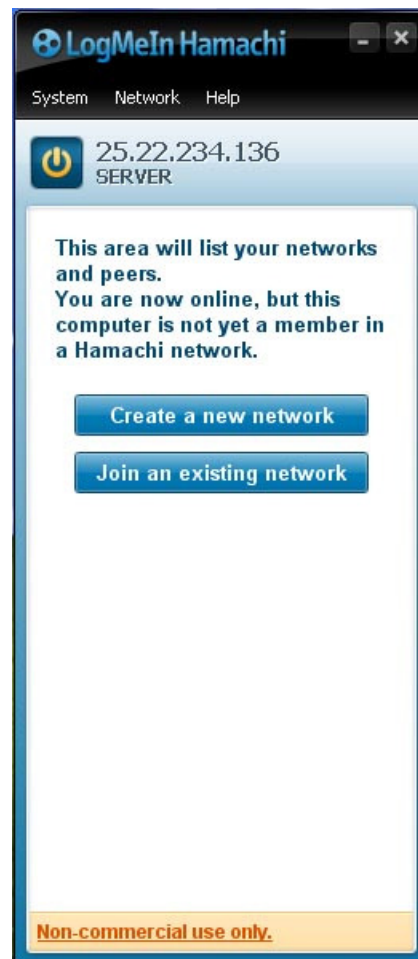 LogMeIn Hamachi
System Network Help
25.22.234.136
SERVER
This area will list your networks
and peers.
You are now online, but this
computer is not yet a member in
a Hamachi network.
Create a new network
Join an existing network
Non-commercial use only.